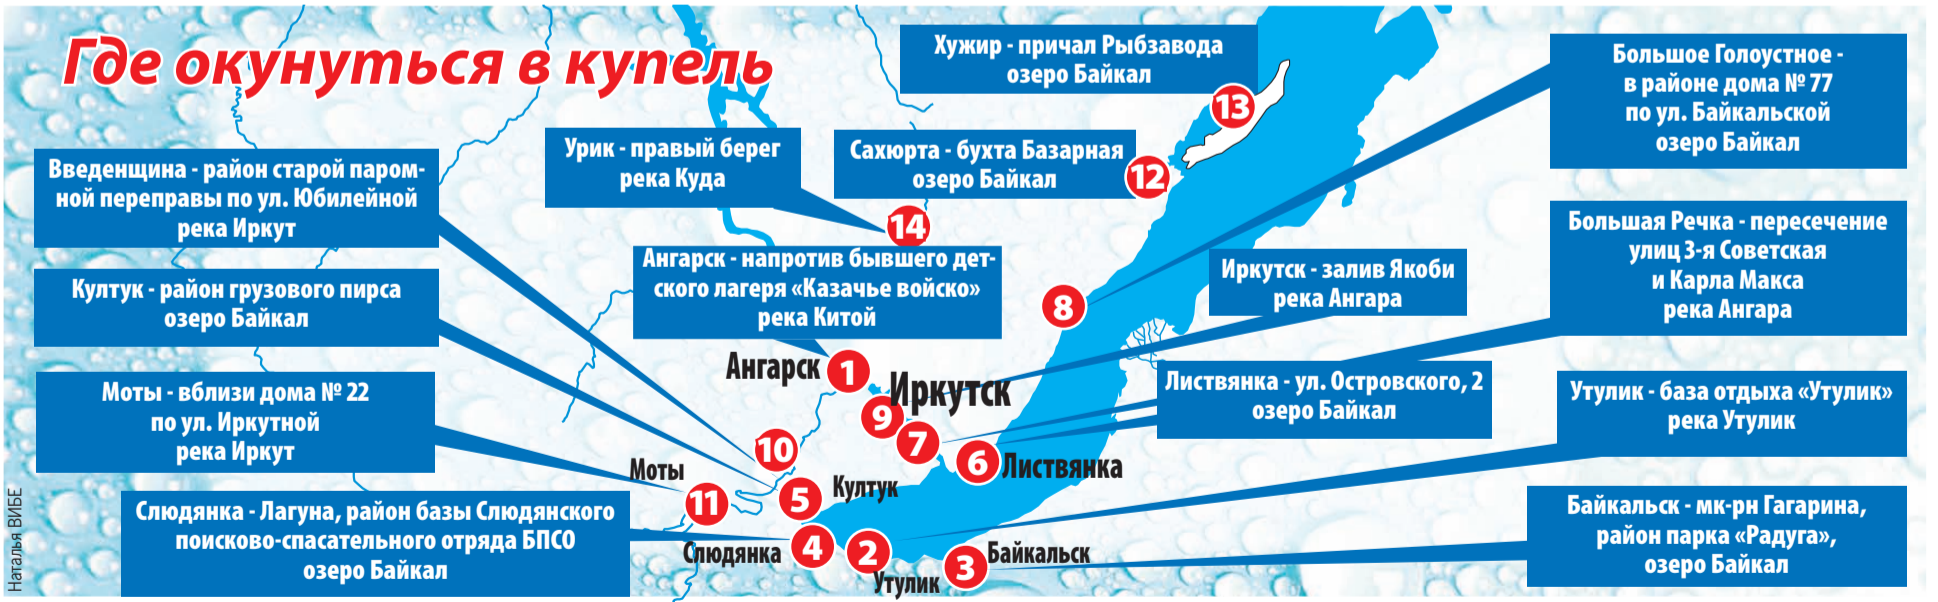 Где окунуться в купель
Хужир - причал Рыбзавода
озеро Байкал
Большое Голоустное -
в районе дома № 77
по ул. Байкальской
озеро Байкал
Урик - правый берег
река Куда
Сахюрта - бухта Базарная
озеро Байкал
Введенщина - район старой паром-
ной переправы по ул. Юбилейной
река Иркут
Ангарск - напротив бывшего дет-
ского лагеря «Казачье войско»
река Китой
Иркутск - залив Якоби
река Ангара
Большая Речка - пересечение
улиц 3-я Советская
и Карла Макса
река Ангара
Култук - район грузового пирса
озеро Байкал
Моты - вблизи дома № 22
по ул. Иркутной
река Иркут
Листвянка - ул. Островского, 2
озеро Байкал
Утулик - база отдыха «Утулик»
река Утулик
Слюдянка - Лагуна, район базы Слюдянского
поисково-спасательного отряда БПСО
озеро Байкал
Байкальск - мк-рн Гагарина,
район парка «Радуга»,
озеро Байкал
13
12
14
8
Ангарск 1
Иркутск
9
7
6 Листвянка
10
Моты
11
5 Култук
Слюдянка 4
2
Утулик
3 Байкальск
Наталья ВИБЕ